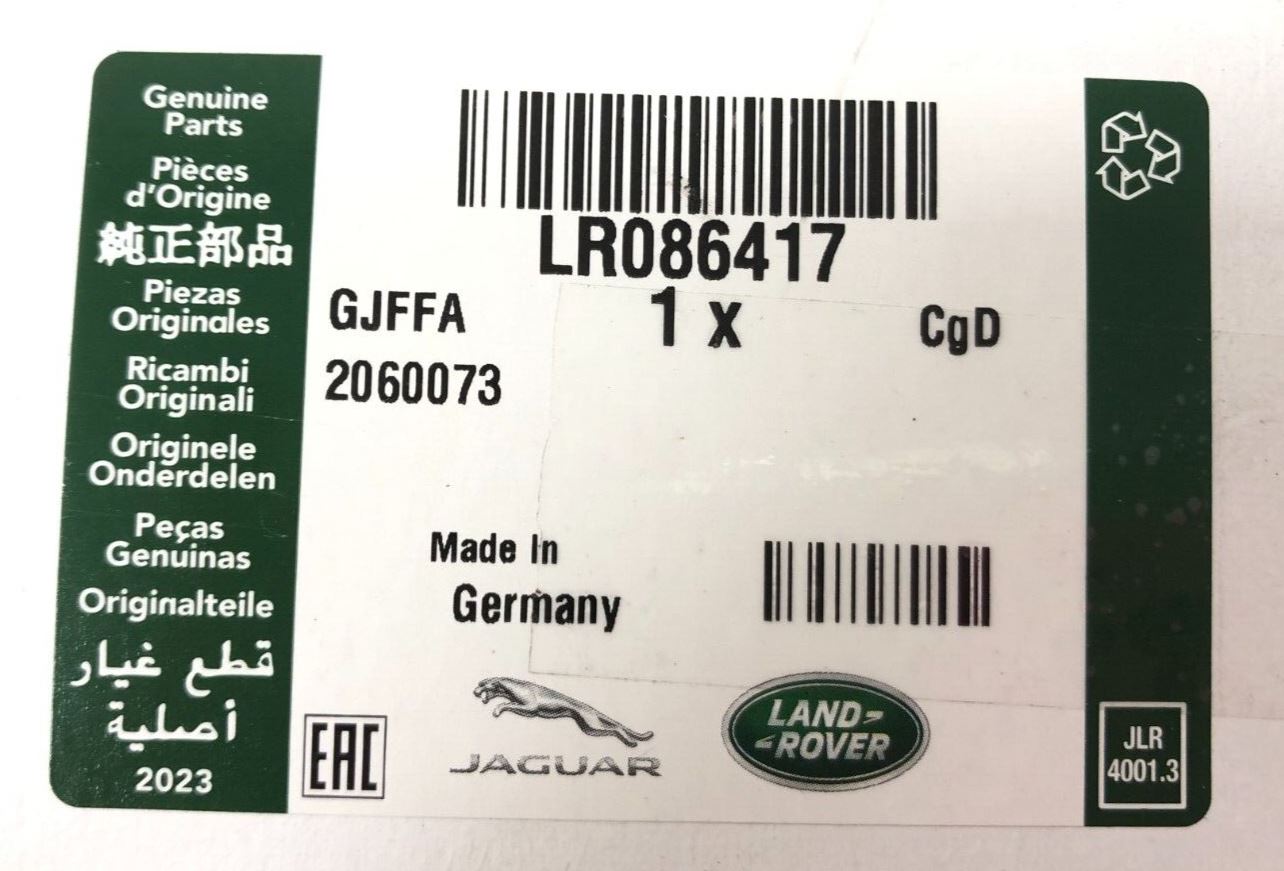 Genuine
Parts
Pièces
d'Origine
純正部品
Piezas
Originales
Ricambi
Originali
Originele
Onderdelen
Peças
Genuinas
Originalteile
قطع غيار
أصلية
2023
LR086417
GJFFA
1 x
CgD
2060073
Made In
Germany
EAC
JAGUAR
LAND-
-ROVER
JLR
4001.3